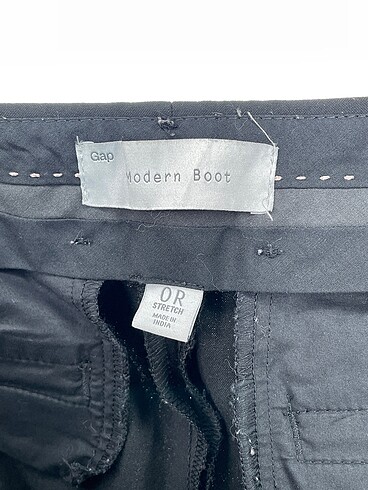 Gap
Modern Boot
0R
STRETCH
MADE IN
INDIA